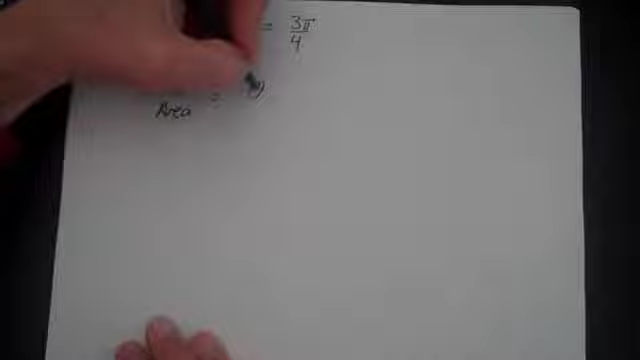 = 3π/4
Area =